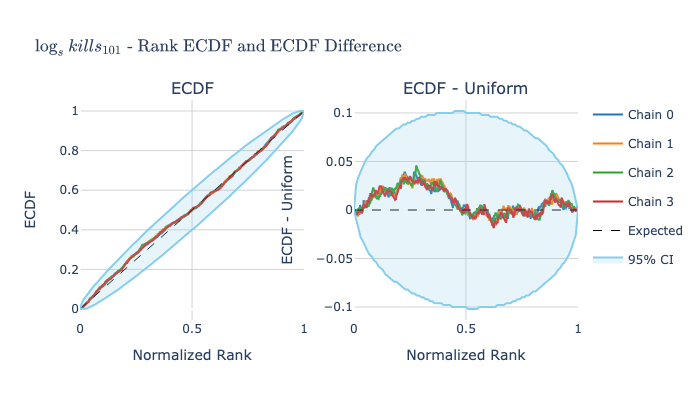 log_s kills_101 - Rank ECDF and ECDF Difference
ECDF
ECDF - Uniform
1
0.8
0.6
0.4
0.2
0
0
0.5
1
ECDF
Normalized Rank
0.1
0.05
0
−0.05
−0.1
0
0.5
1
ECDF - Uniform
Normalized Rank
Chain 0
Chain 1
Chain 2
Chain 3
Expected
95% CI